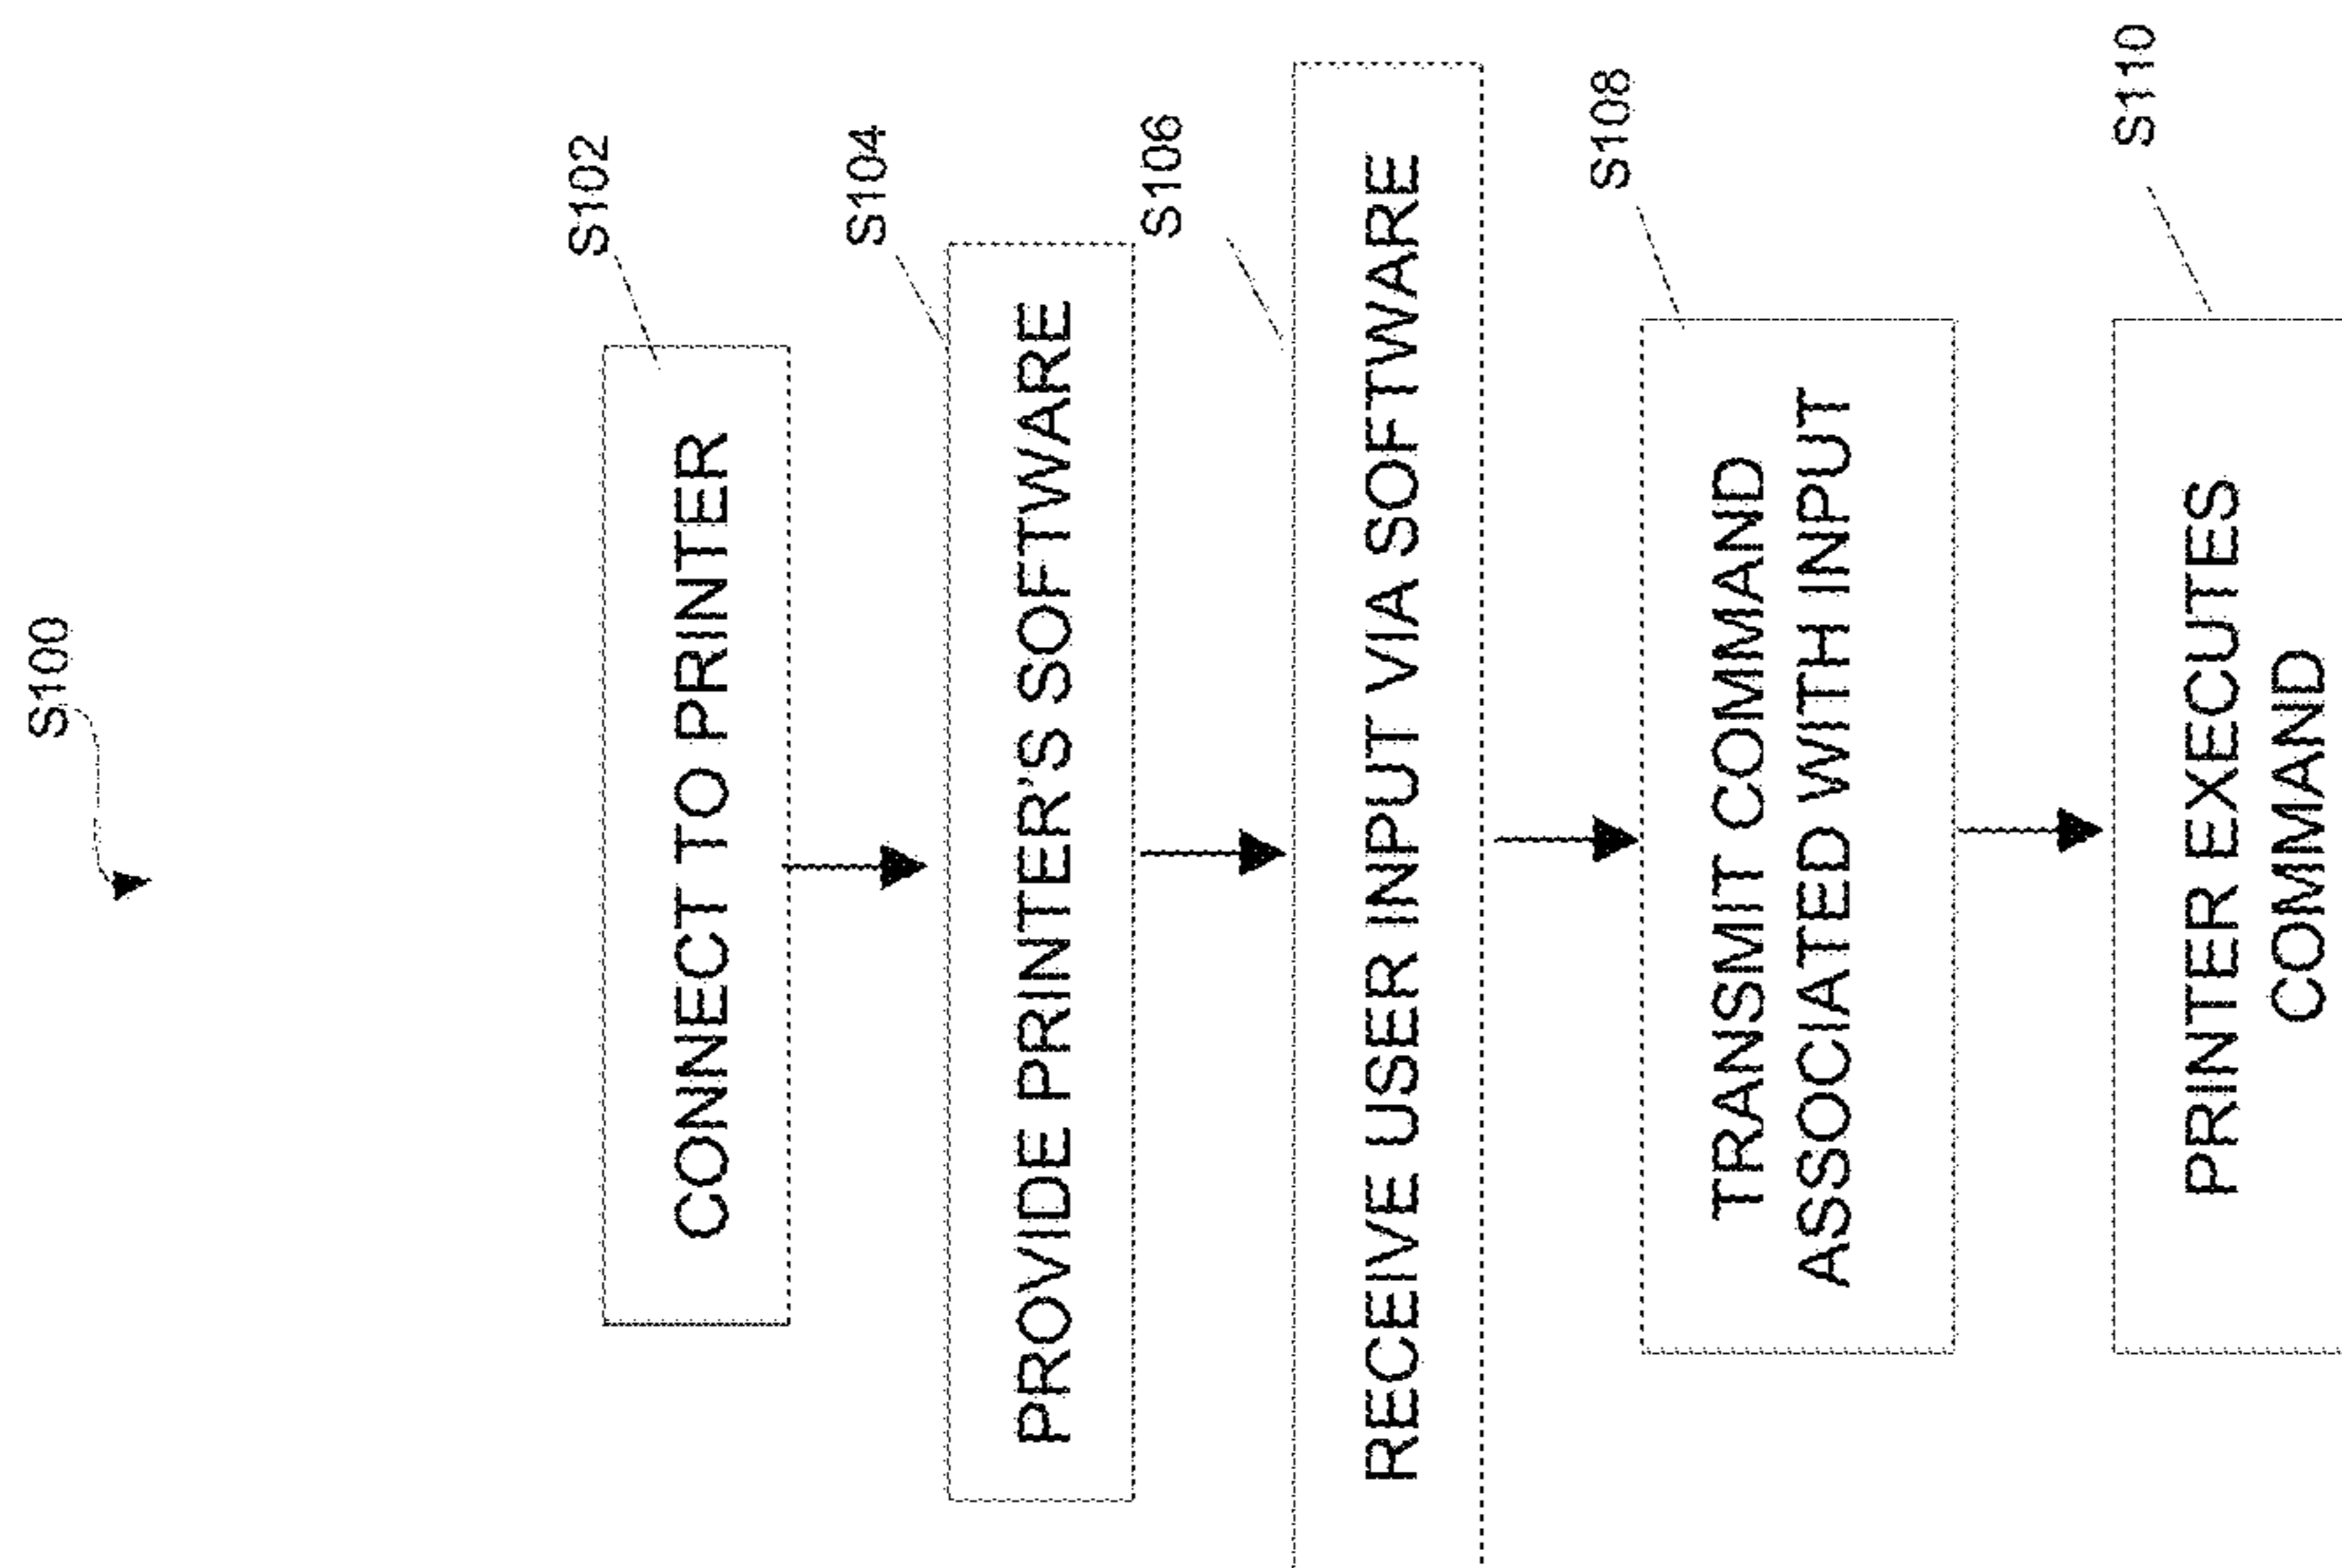 S100
S102
CONNECT TO PRINTER
S104
PROVIDE PRINTER'S SOFTWARE
S106
RECEIVE USER INPUT VIA SOFTWARE
S108
TRANSMIT COMMAND
ASSOCIATED WITH INPUT
S110
PRINTER EXECUTES
COMMAND